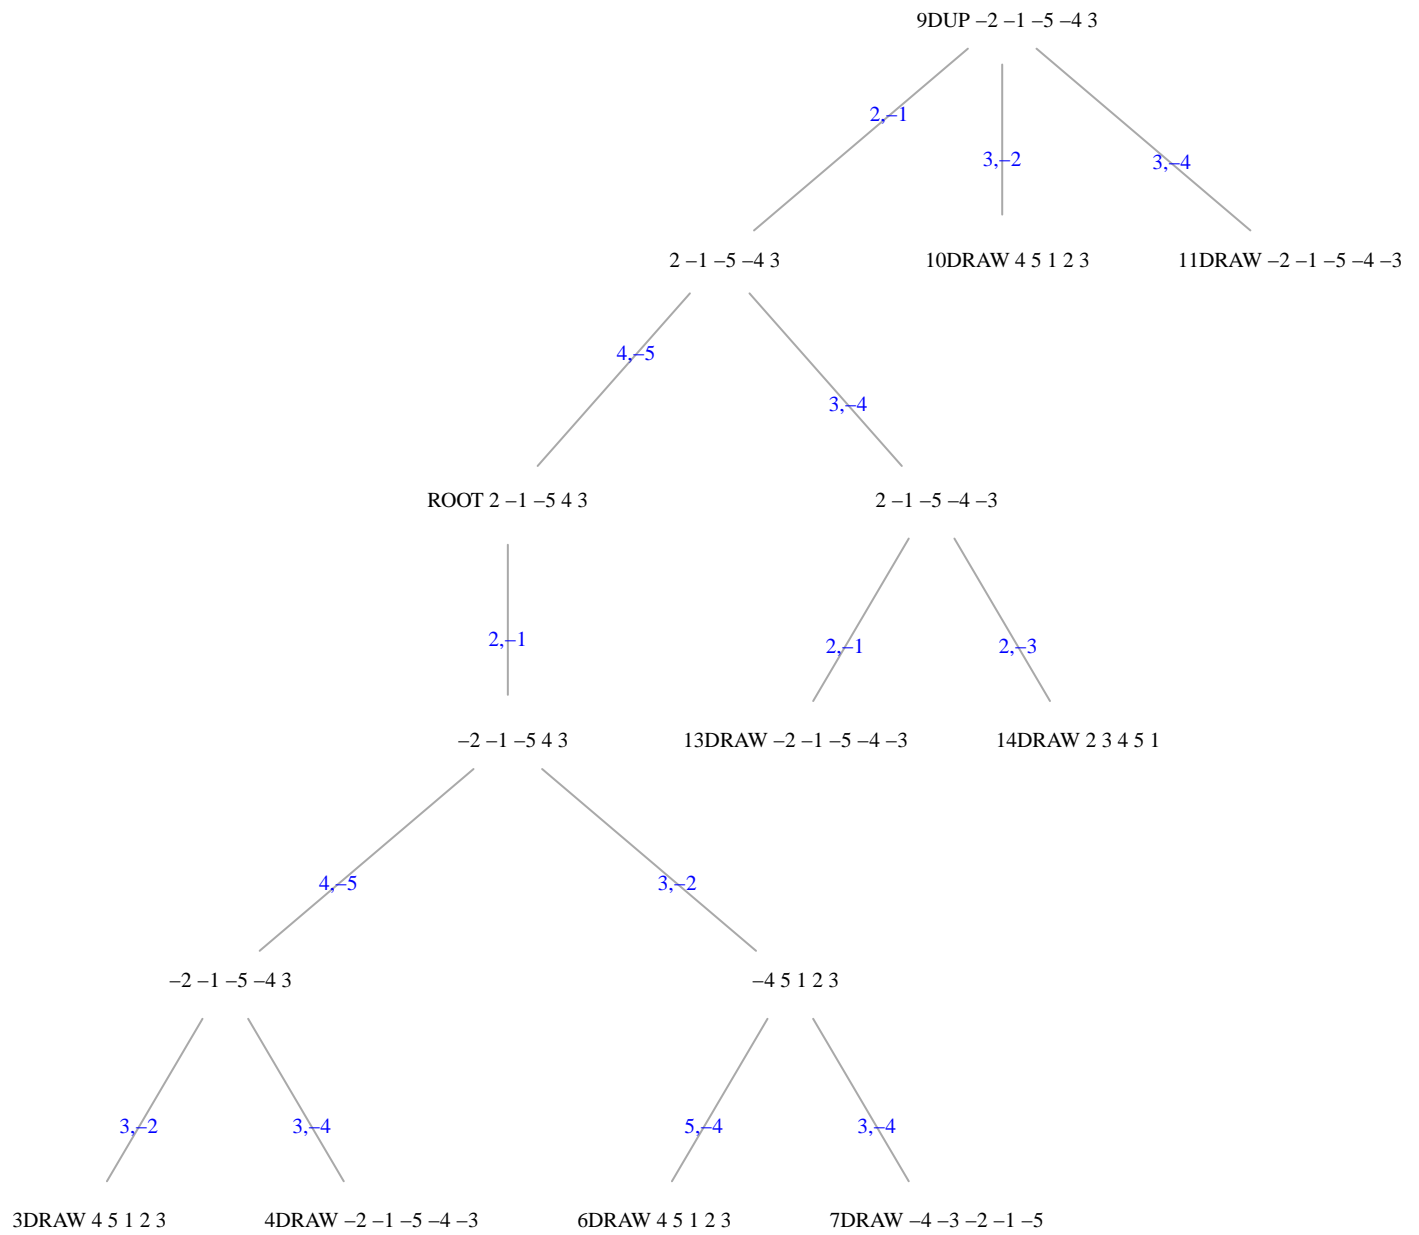 9DUP –2 –1 –5 –4 3
2,–1
3,–2
3,–4
2 –1 –5 –4 3
10DRAW 4 5 1 2 3
11DRAW –2 –1 –5 –4 –3
4,–5
3,–4
ROOT 2 –1 –5 4 3
2 –1 –5 –4 –3
2,–1
2,–1
2,–3
–2 –1 –5 4 3
13DRAW –2 –1 –5 –4 –3
14DRAW 2 3 4 5 1
4,–5
3,–2
–2 –1 –5 –4 3
–4 5 1 2 3
3,–2
3,–4
5,–4
3,–4
3DRAW 4 5 1 2 3
4DRAW –2 –1 –5 –4 –3
6DRAW 4 5 1 2 3
7DRAW –4 –3 –2 –1 –5